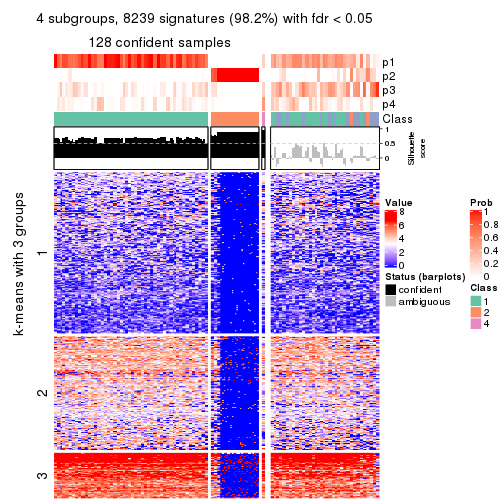 4 subgroups, 8239 signatures (98.2%) with fdr < 0.05
128 confident samples
p1
p2
p3
p4
Class
1
0.5
0
Silhouette
score
k-means with 3 groups
1
2
3
Value
8
6
4
2
0
Status (barplots)
confident
ambiguous
Prob
1
0.8
0.6
0.4
0.2
0
Class
1
2
4